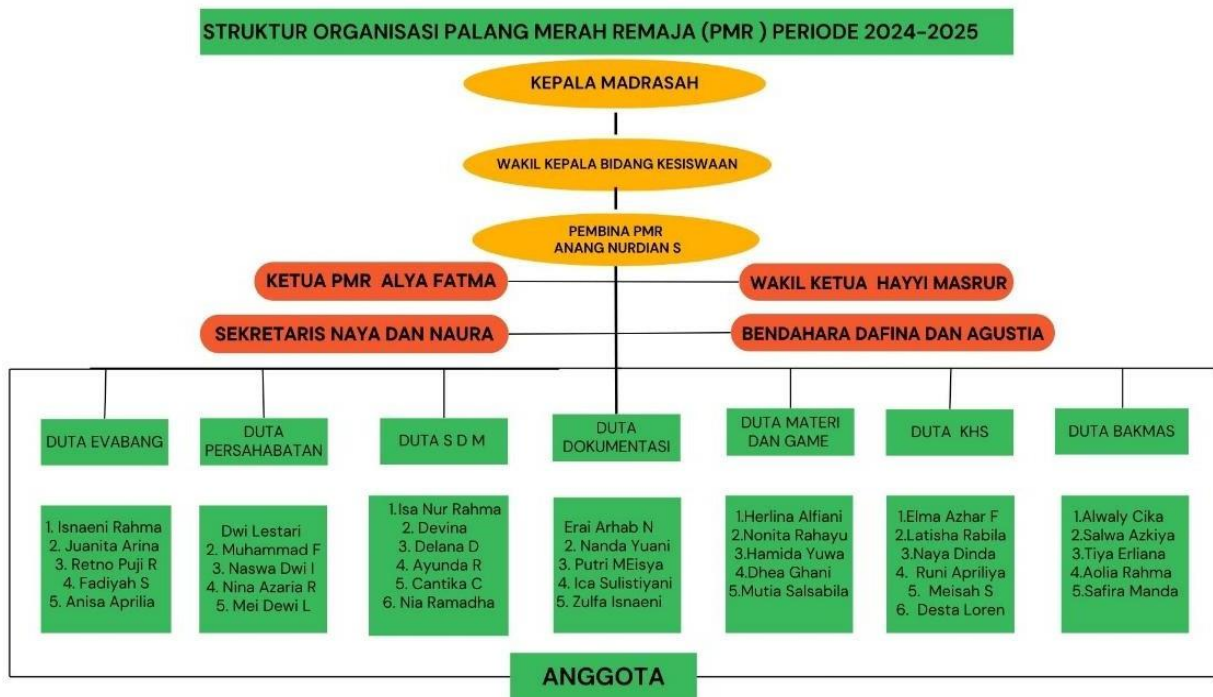 STRUKTUR ORGANISASI PALANG MERAH REMAJA (PMR ) PERIODE 2024-2025
KEPALA MADRASAH
WAKIL KEPALA BIDANG KESISWAAN
PEMBINA PMR
ANANG NURDIAN S
KETUA PMR ALYA FATMA
WAKIL KETUA HAYYI MASRUR
SEKRETARIS NAYA DAN NAURA
BENDAHARA DAFINA DAN AGUSTIA
DUTA EVABANG
DUTA
PERSAHABATAN
DUTA S D M
DUTA
DOKUMENTASI
DUTA MATERI
DAN GAME
DUTA KHS
DUTA BAKMAS
1. Isnaeni Rahma
2. Juanita Arina
3. Retno Puji R
4. Fadiyah S
5. Anisa Aprilia
Dwi Lestari
2. Muhammad F
3. Naswa Dwi I
4. Nina Azaria R
5. Mei Dewi L
1.Isa Nur Rahma
2. Devina
3. Delana D
4. Ayunda R
5. Cantika C
6. Nia Ramadha
Erai Arhab N
2. Nanda Yuani
3. Putri MEisya
4. Ica Sulistiyani
5. Zulfa Isnaeni
1.Herlina Alfiani
2.Nonita Rahayu
3.Hamida Yuwa
4.Dhea Ghani
5.Mutia Salsabila
1.Elma Azhar F
2.Latisha Rabila
3.Naya Dinda
4. Runi Apriliya
5. Meisah S
6. Desta Loren
1.Alwaly Cika
2.Salwa Azkiya
3.Tiya Erliana
4.Aolia Rahma
5.Safira Manda
ANGGOTA